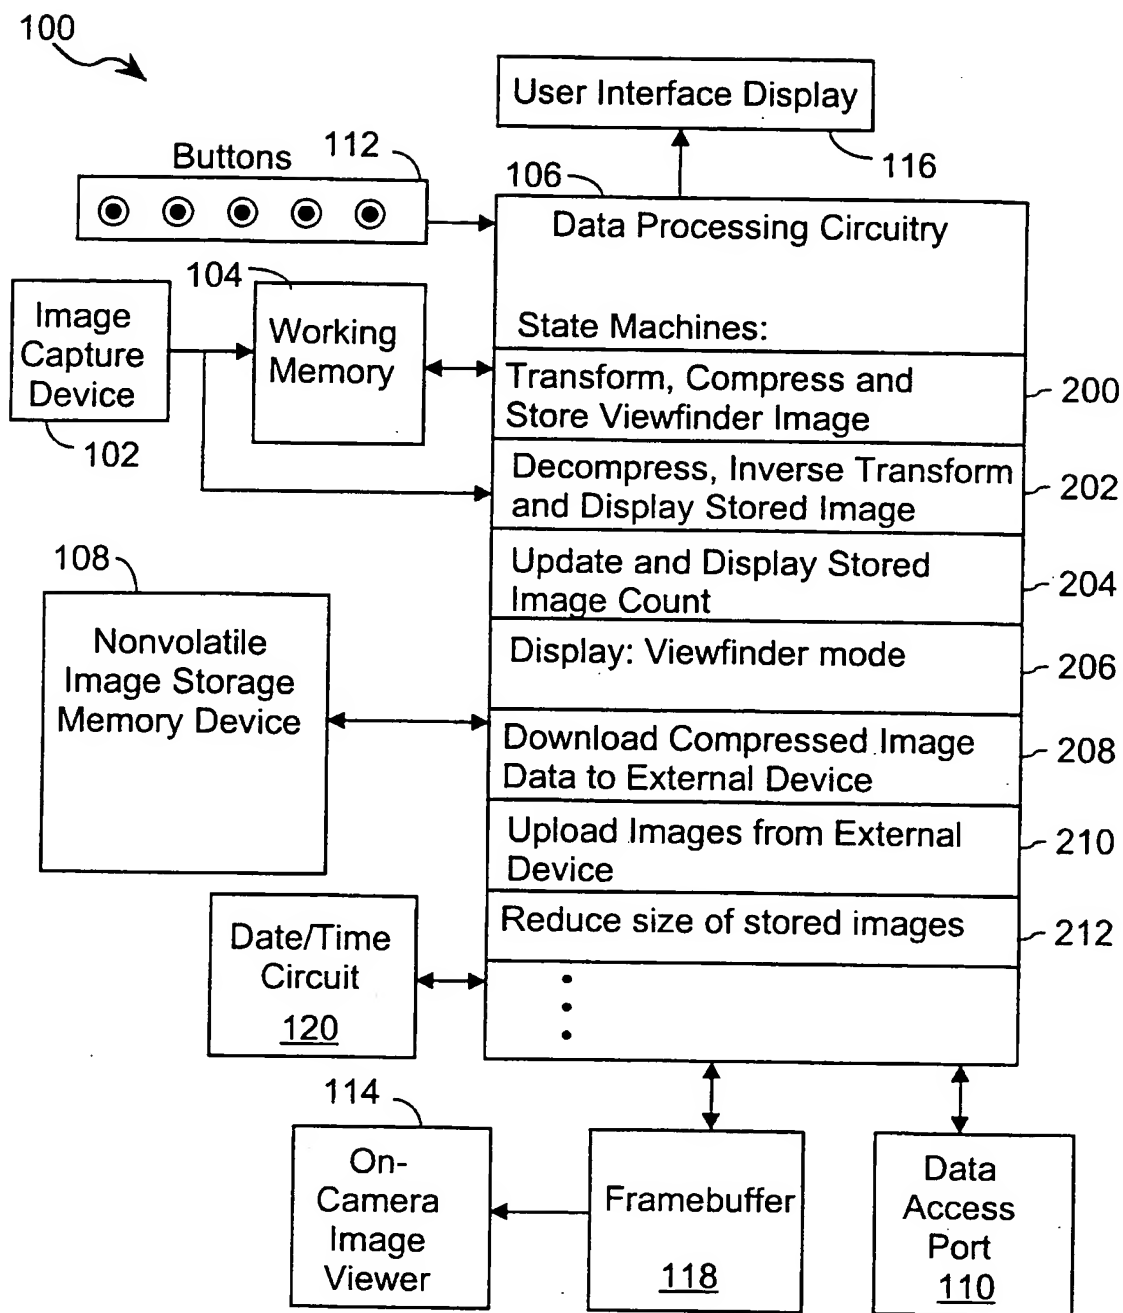 100
User Interface Display
116
Buttons
112
106
Data Processing Circuitry
State Machines:
104
Image
Capture
Device
102
Working
Memory
Transform, Compress and
Store Viewfinder Image
200
Decompress, Inverse Transform
and Display Stored Image
202
Update and Display Stored
Image Count
204
108
Nonvolatile
Image Storage
Memory Device
Display: Viewfinder mode
206
Download Compressed Image
Data to External Device
208
Upload Images from External
Device
210
Reduce size of stored images
212
Date/Time
Circuit
120
114
On-
Camera
Image
Viewer
Framebuffer
118
Data
Access
Port
110